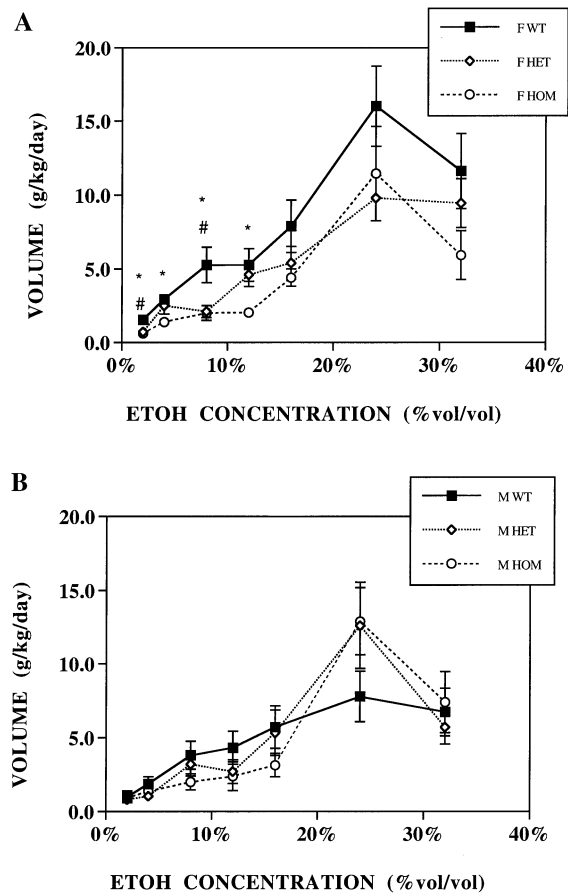 A
F WT
F HET
F HOM
20.0
15.0
10.0
5.0
0.0
VOLUME (g/kg/day)
*
#
*
*
#
*
0%
10%
20%
30%
40%
ETOH CONCENTRATION (%vol/vol)
B
M WT
M HET
M HOM
20.0
15.0
10.0
5.0
0.0
VOLUME (g/kg/day)
0%
10%
20%
30%
40%
ETOH CONCENTRATION (%vol/vol)